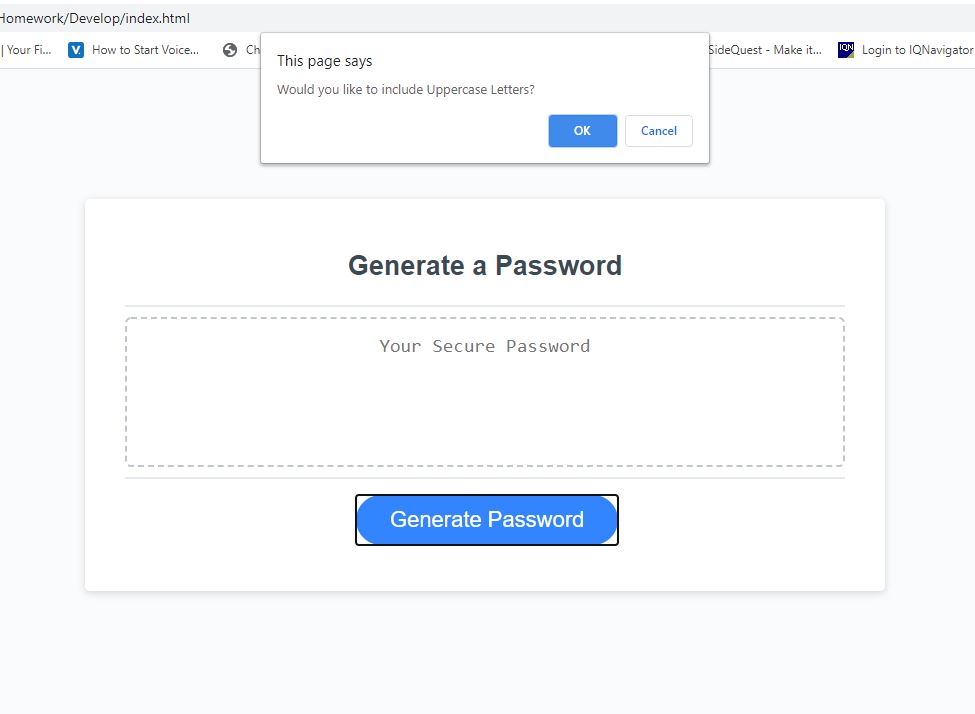 Homework/Develop/index.html
| Your Fi... V. How to Start Voice... Ch SideQuest - Make it... IQN Login to IQNavigator
This page says
Would you like to include Uppercase Letters?
OK Cancel
Generate a Password
Your Secure Password
Generate Password